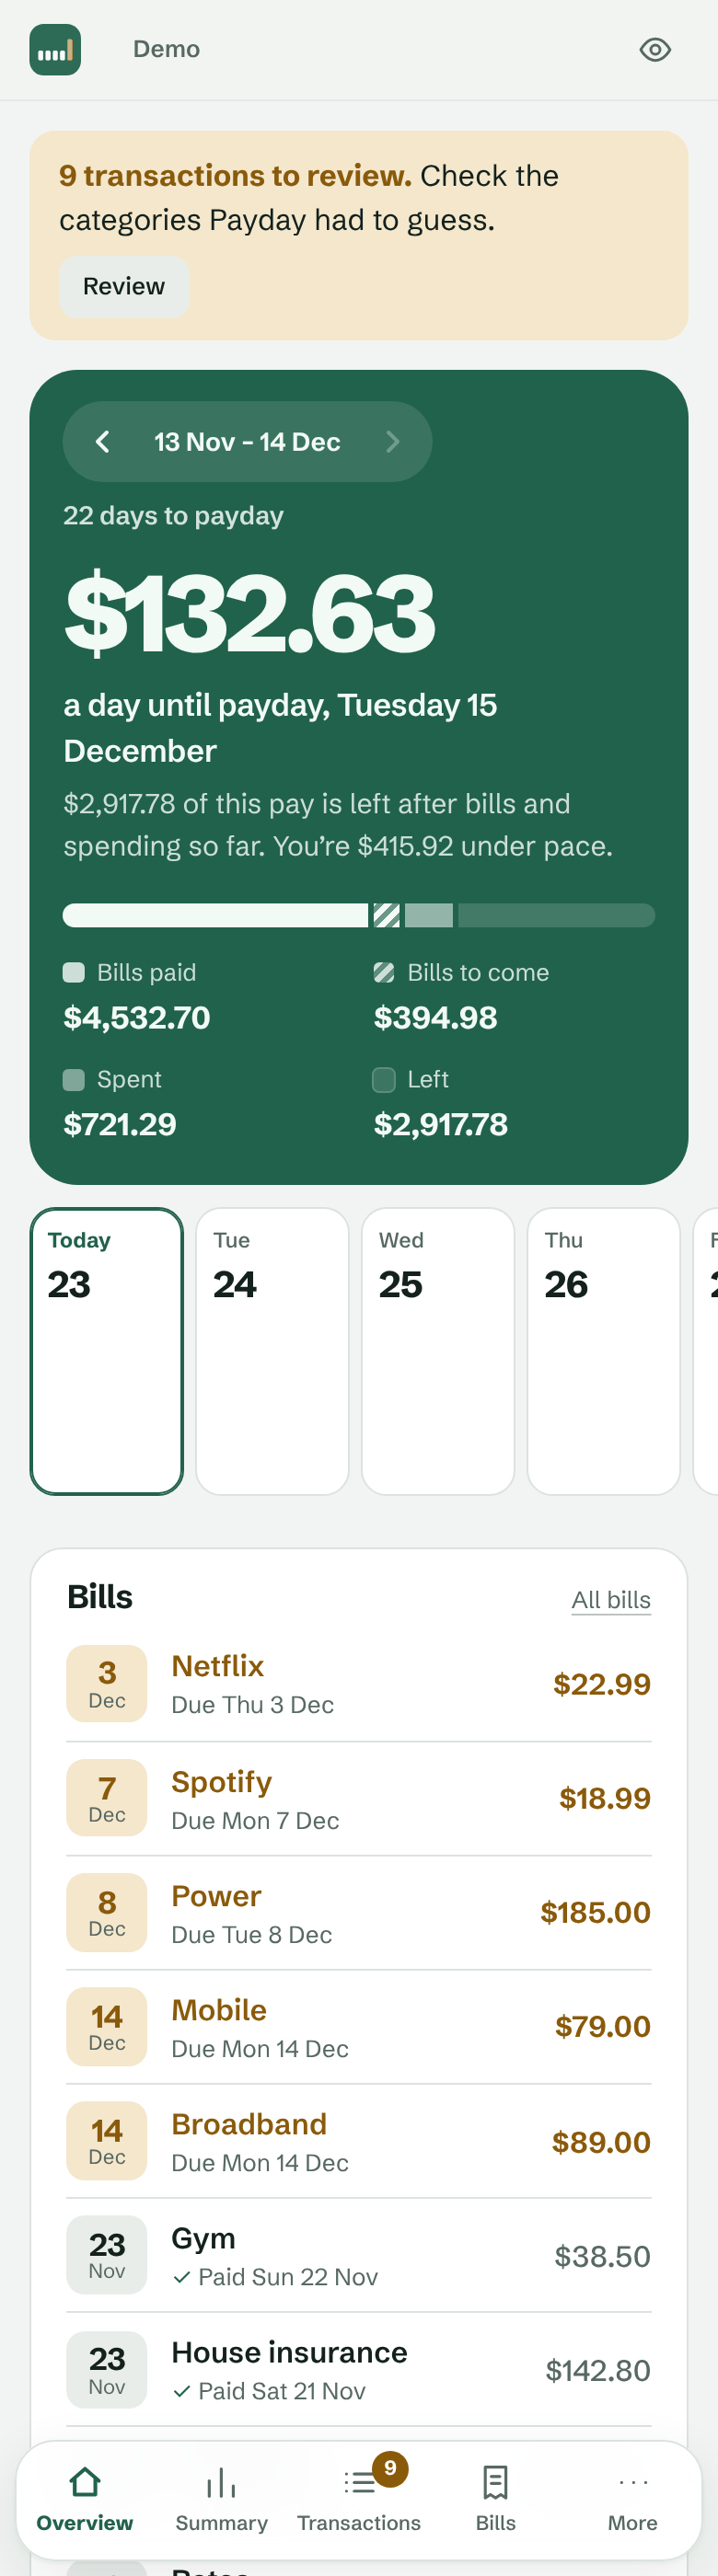 Demo
9 transactions to review. Check the
categories Payday had to guess.
Review
13 Nov – 14 Dec
22 days to payday
$132.63
a day until payday, Tuesday 15
December
$2,917.78 of this pay is left after bills and
spending so far. You’re $415.92 under pace.
Bills paid
$4,532.70
Bills to come
$394.98
Spent
$721.29
Left
$2,917.78
Today
23
Tue
24
Wed
25
Thu
26
Bills
All bills
3
Dec
Netflix
Due Thu 3 Dec
$22.99
7
Dec
Spotify
Due Mon 7 Dec
$18.99
8
Dec
Power
Due Tue 8 Dec
$185.00
14
Dec
Mobile
Due Mon 14 Dec
$79.00
14
Dec
Broadband
Due Mon 14 Dec
$89.00
23
Nov
Gym
✓ Paid Sun 22 Nov
$38.50
23
Nov
House insurance
✓ Paid Sat 21 Nov
$142.80
Overview
Summary
9
Transactions
Bills
More